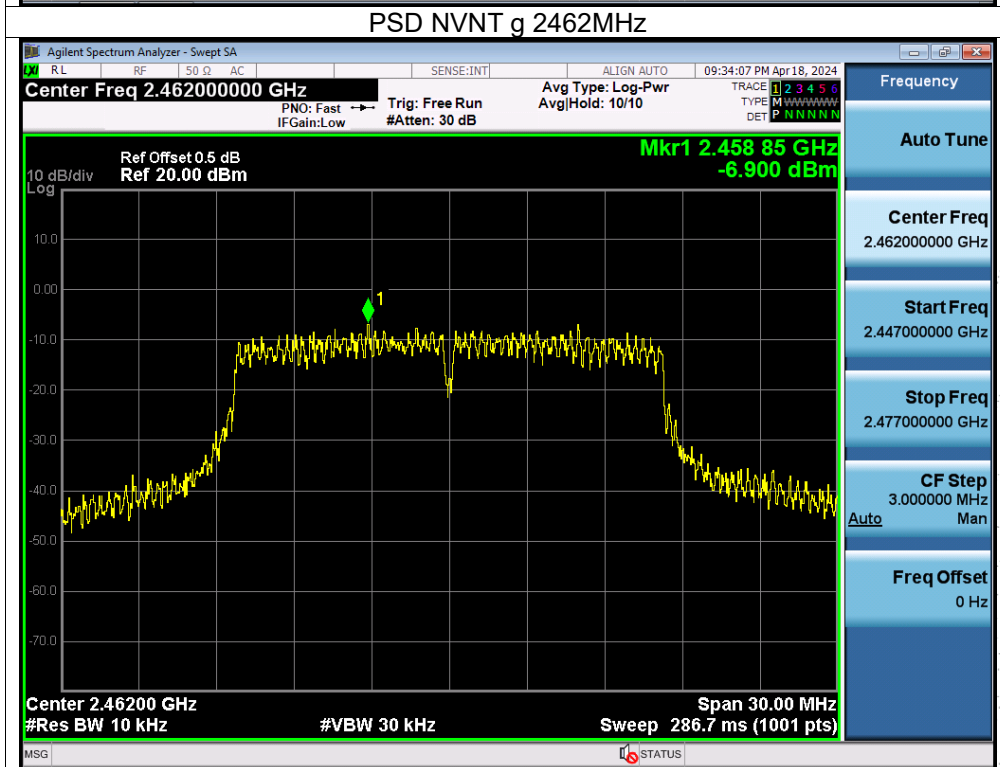 PSD NVNT g 2462MHz
Agilent Spectrum Analyzer - Swept SA
LXI RL RF 50 Ω AC SENSE:INT ALIGN AUTO 09:34:07 PM Apr 18, 2024
Center Freq 2.462000000 GHz
PNO: Fast
IFGain:Low
Trig: Free Run
#Atten: 30 dB
Avg Type: Log-Pwr
Avg|Hold: 10/10
TRACE 1 2 3 4 5 6
TYPE M WWWWW
DET P N N N N N
Frequency
Auto Tune
Center Freq
2.462000000 GHz
Start Freq
2.447000000 GHz
Stop Freq
2.477000000 GHz
CF Step
3.000000 MHz
Auto Man
Freq Offset
0 Hz
Mkr1 2.458 85 GHz
-6.900 dBm
Ref Offset 0.5 dB
10 dB/div Ref 20.00 dBm
Log
10.0
0.00
1
-10.0
-20.0
-30.0
-40.0
-50.0
-60.0
-70.0
Center 2.46200 GHz Span 30.00 MHz
#Res BW 10 kHz #VBW 30 kHz Sweep 286.7 ms (1001 pts)
MSG STATUS